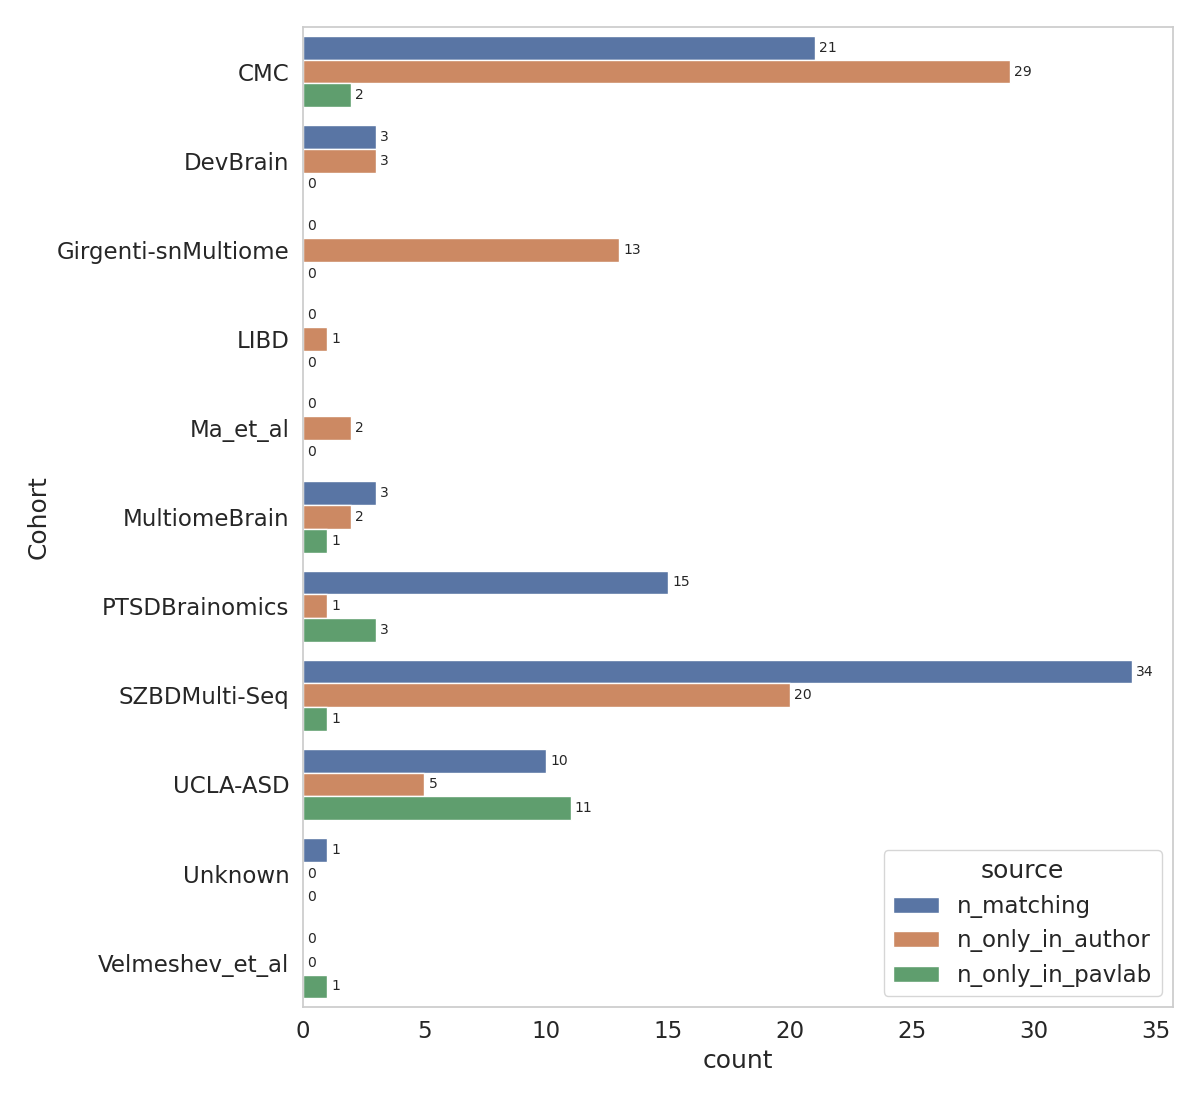 CMC
21
29
2
DevBrain
3
3
0
Girgenti-snMultiome
0
13
0
LIBD
0
1
0
Ma_et_al
0
2
0
MultiomeBrain
3
2
1
PTSDBrainomics
15
1
3
SZBDMulti-Seq
34
20
1
UCLA-ASD
10
5
11
Unknown
1
0
0
Velmeshev_et_al
0
0
1
Cohort
source
n_matching
n_only_in_author
n_only_in_pavlab
0 5 10 15 20 25 30 35
count